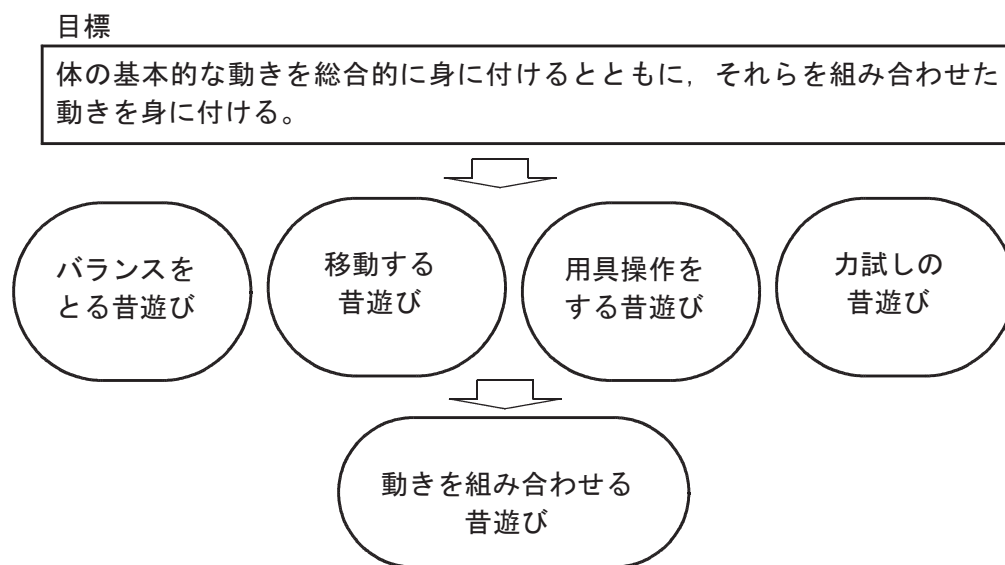 目標
体の基本的な動きを総合的に身に付けるとともに，それらを組み合わせた
動きを身に付ける。
バランスを
とる昔遊び
移動する
昔遊び
用具操作を
する昔遊び
力試しの
昔遊び
動きを組み合わせる
昔遊び